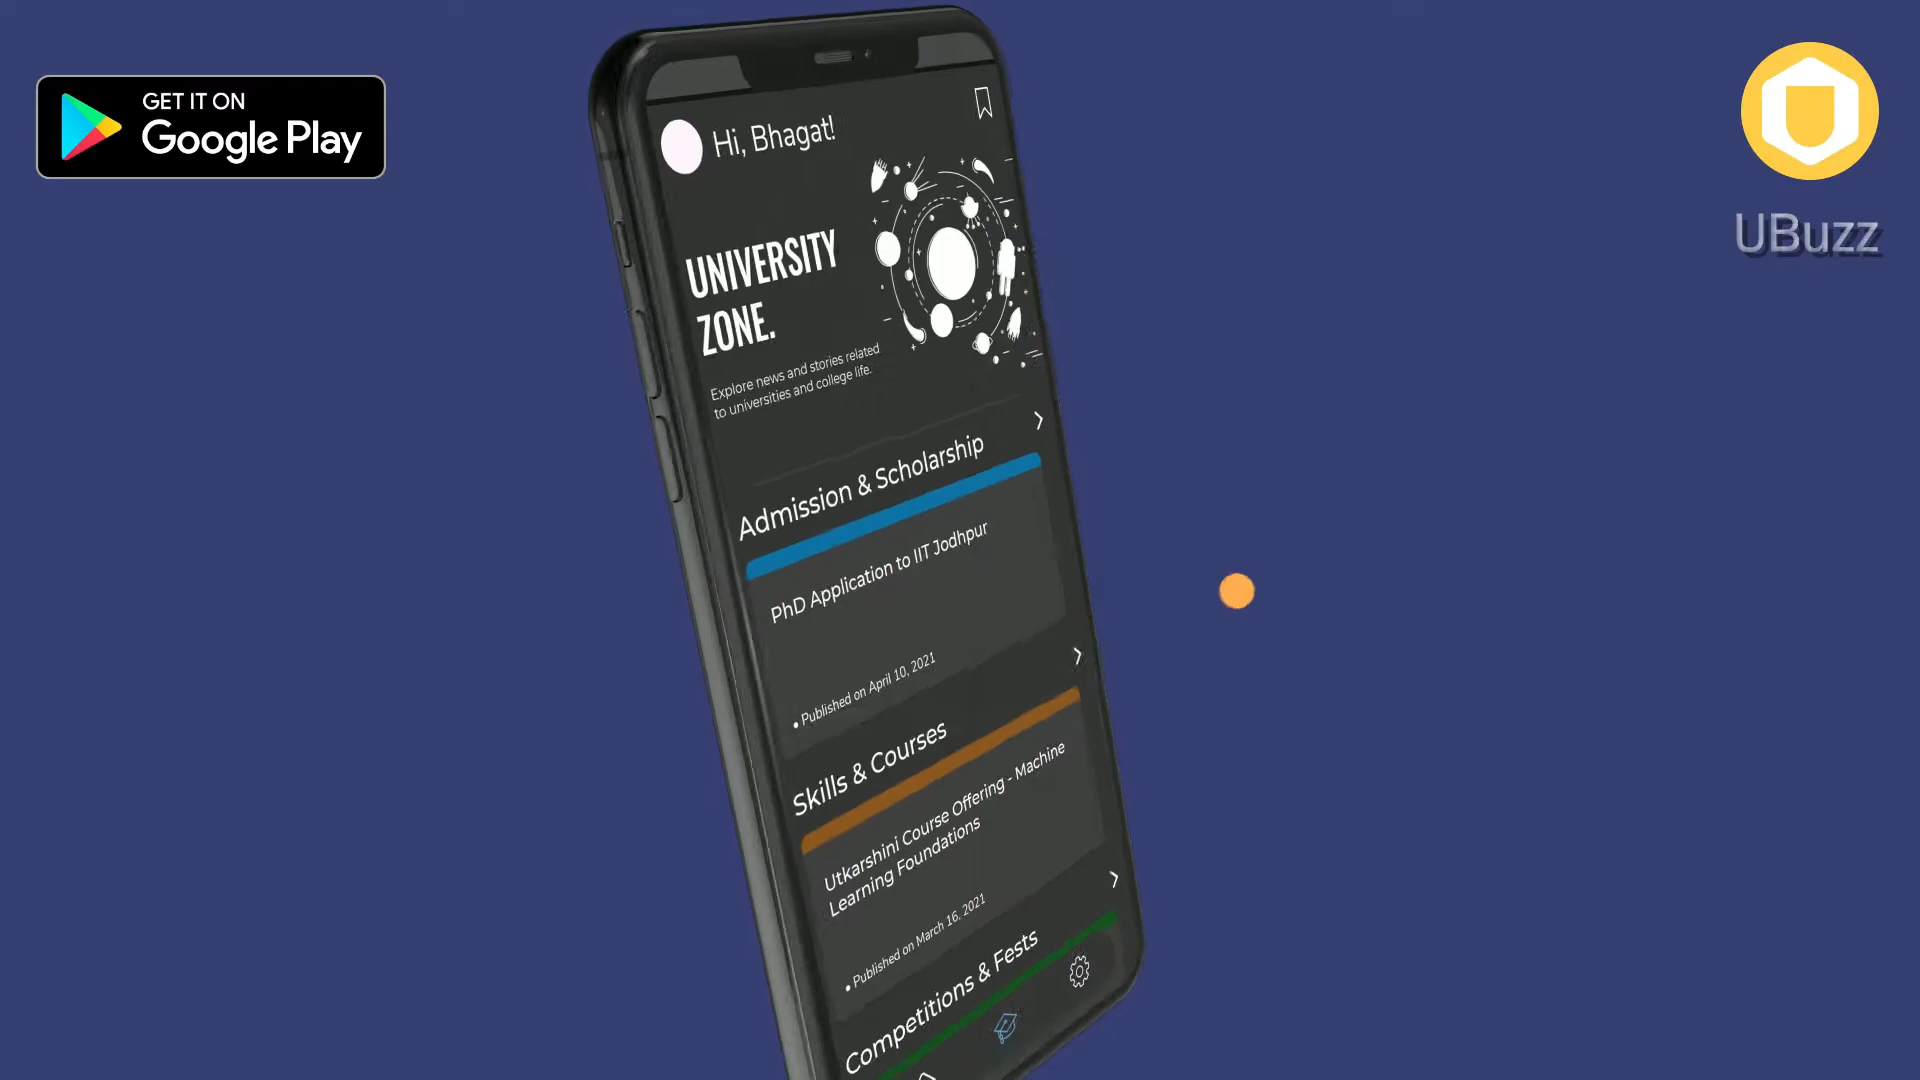 GET IT ON
Google Play
UBuzz
Hi, Bhagat!
UNIVERSITY
ZONE.
Explore news and stories related
to universities and college life.
Admission & Scholarship
PhD Application to IIT Jodhpur
• Published on April 10, 2021
Skills & Courses
Utkarshini Course Offering - Machine
Learning Foundations
• Published on March 16, 2021
Competitions & Fests